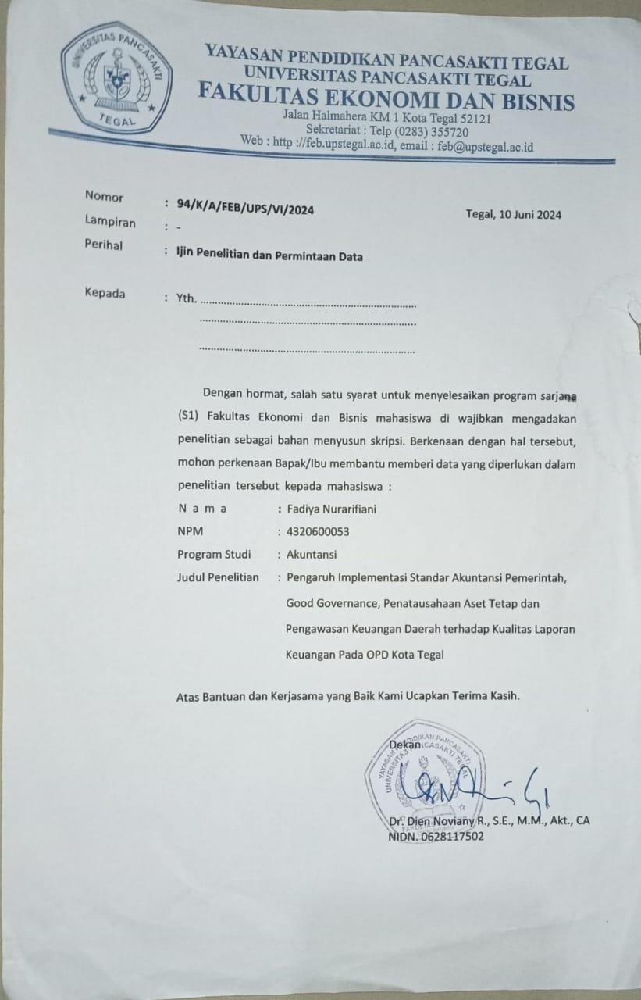 UNIVERSITAS PANCASAKTI
TEGAL
YAYASAN PENDIDIKAN PANCASAKTI TEGAL
UNIVERSITAS PANCASAKTI TEGAL
FAKULTAS EKONOMI DAN BISNIS
Jalan Halmahera KM 1 Kota Tegal 52121
Sekretariat : Telp (0283) 355720
Web : http ://feb.upstegal.ac.id, email : feb@upstegal.ac.id
Nomor : 94/K/A/FEB/UPS/VI/2024 Tegal, 10 Juni 2024
Lampiran : -
Perihal : Ijin Penelitian dan Permintaan Data
Kepada : Yth. ............................................................
............................................................
............................................................
Dengan hormat, salah satu syarat untuk menyelesaikan program sarjana
(S1) Fakultas Ekonomi dan Bisnis mahasiswa di wajibkan mengadakan
penelitian sebagai bahan menyusun skripsi. Berkenaan dengan hal tersebut,
mohon perkenaan Bapak/Ibu membantu memberi data yang diperlukan dalam
penelitian tersebut kepada mahasiswa :
N a m a : Fadiya Nurarifiani
NPM : 4320600053
Program Studi : Akuntansi
Judul Penelitian : Pengaruh Implementasi Standar Akuntansi Pemerintah,
Good Governance, Penatausahaan Aset Tetap dan
Pengawasan Keuangan Daerah terhadap Kualitas Laporan
Keuangan Pada OPD Kota Tegal
Atas Bantuan dan Kerjasama yang Baik Kami Ucapkan Terima Kasih.
Dekan
YAYASAN PENDIDIKAN PANCASAKTI
UNIVERSITAS PANCASAKTI TEGAL
Dr. Dien Noviany R., S.E., M.M., Akt., CA
NIDN. 0628117502